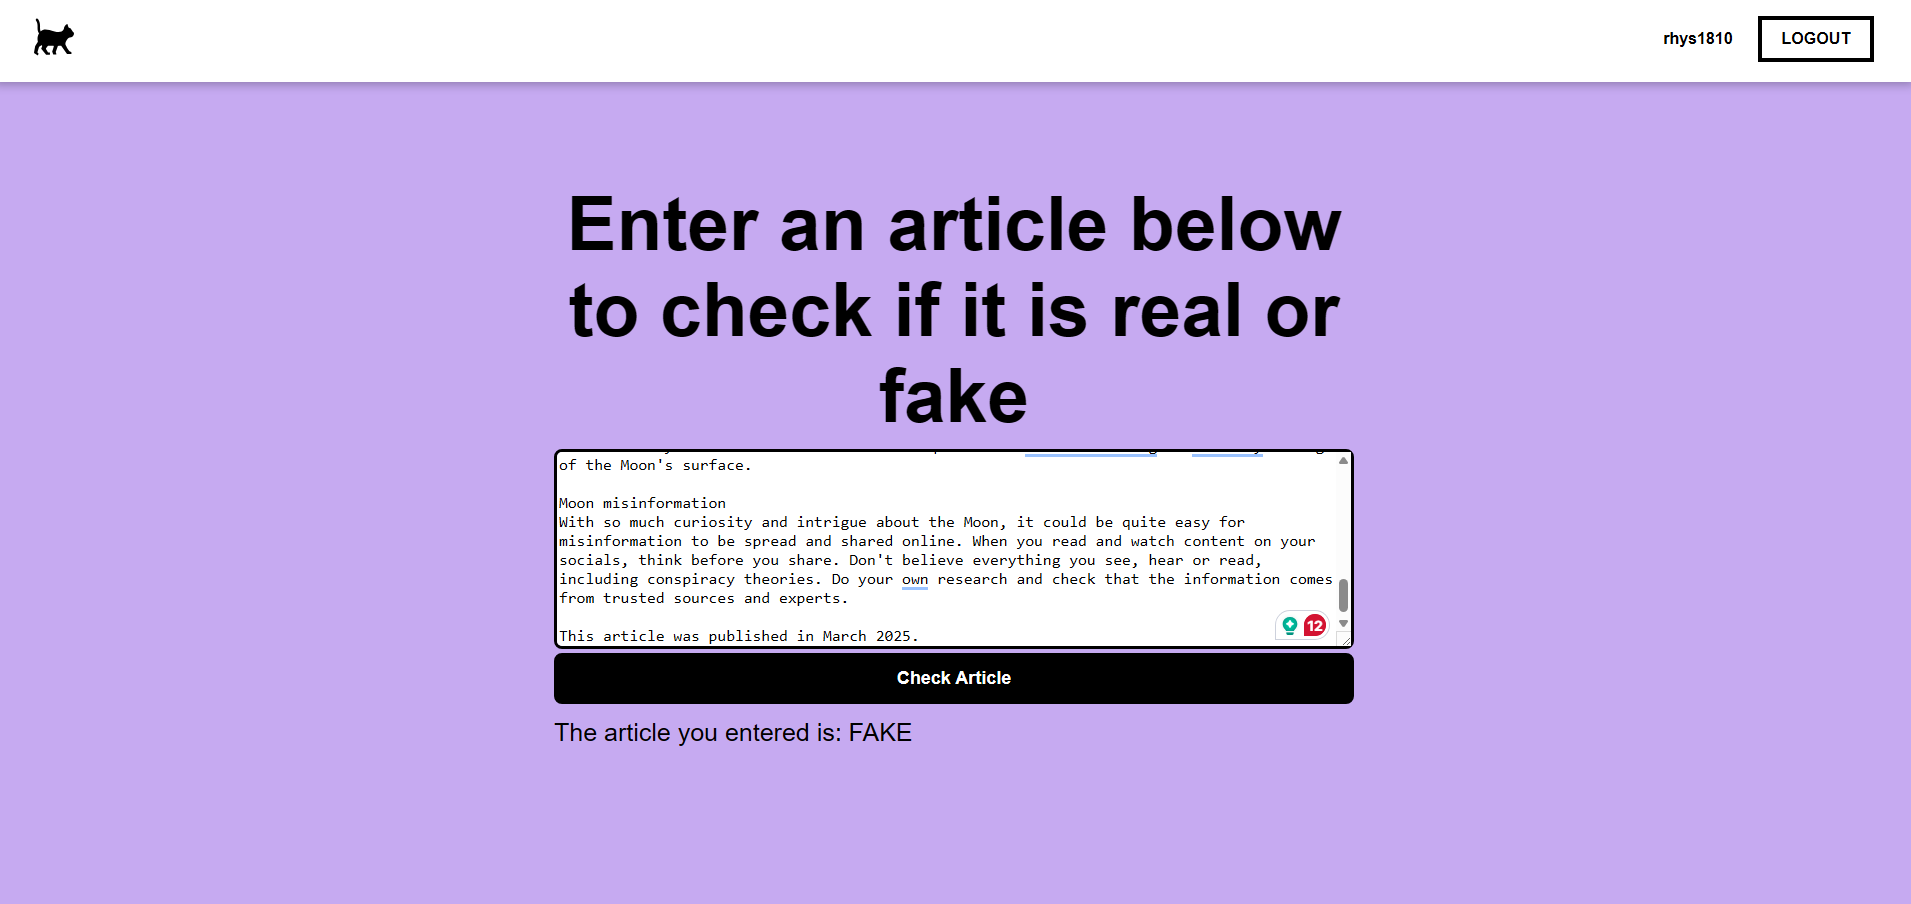 rhys1810
LOGOUT
Enter an article below
to check if it is real or
fake
of the Moon's surface.
Moon misinformation
With so much curiosity and intrigue about the Moon, it could be quite easy for
misinformation to be spread and shared online. When you read and watch content on your
socials, think before you share. Don't believe everything you see, hear or read,
including conspiracy theories. Do your own research and check that the information comes
from trusted sources and experts.
This article was published in March 2025.
12
Check Article
The article you entered is: FAKE